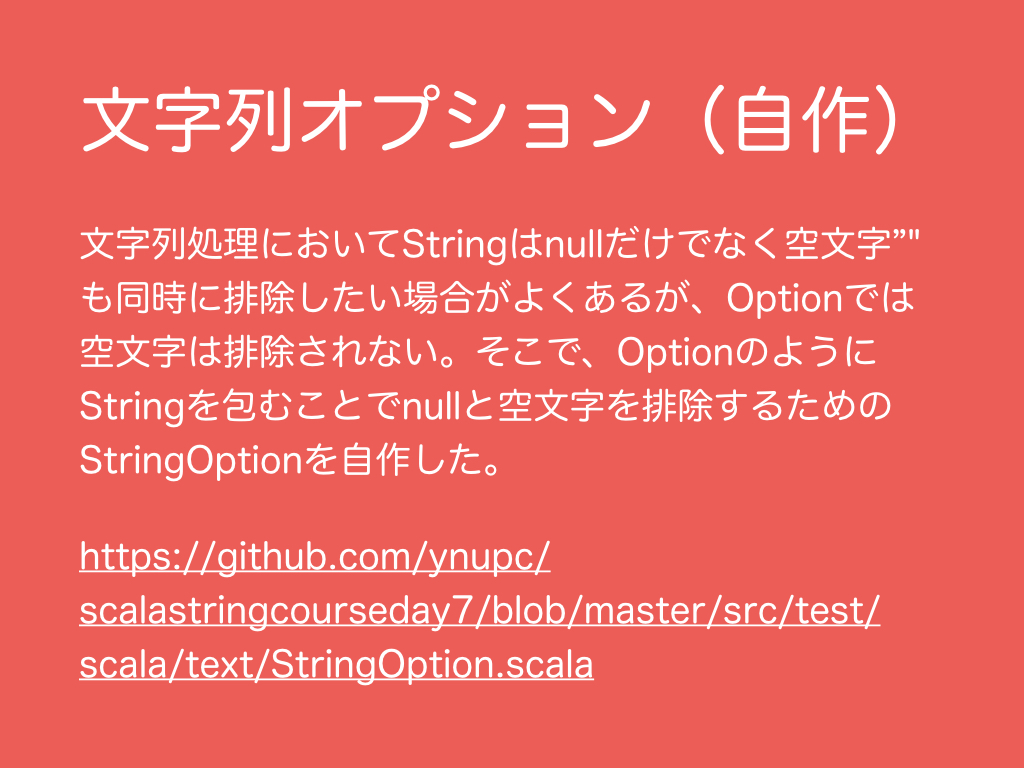 文字列オプション（自作）
文字列処理においてStringはnullだけでなく空文字”"
も同時に排除したい場合がよくあるが、Optionでは
空文字は排除されない。そこで、Optionのように
Stringを包むことでnullと空文字を排除するための
StringOptionを自作した。
https://github.com/ynupc/
scalastringcourseday7/blob/master/src/test/
scala/text/StringOption.scala